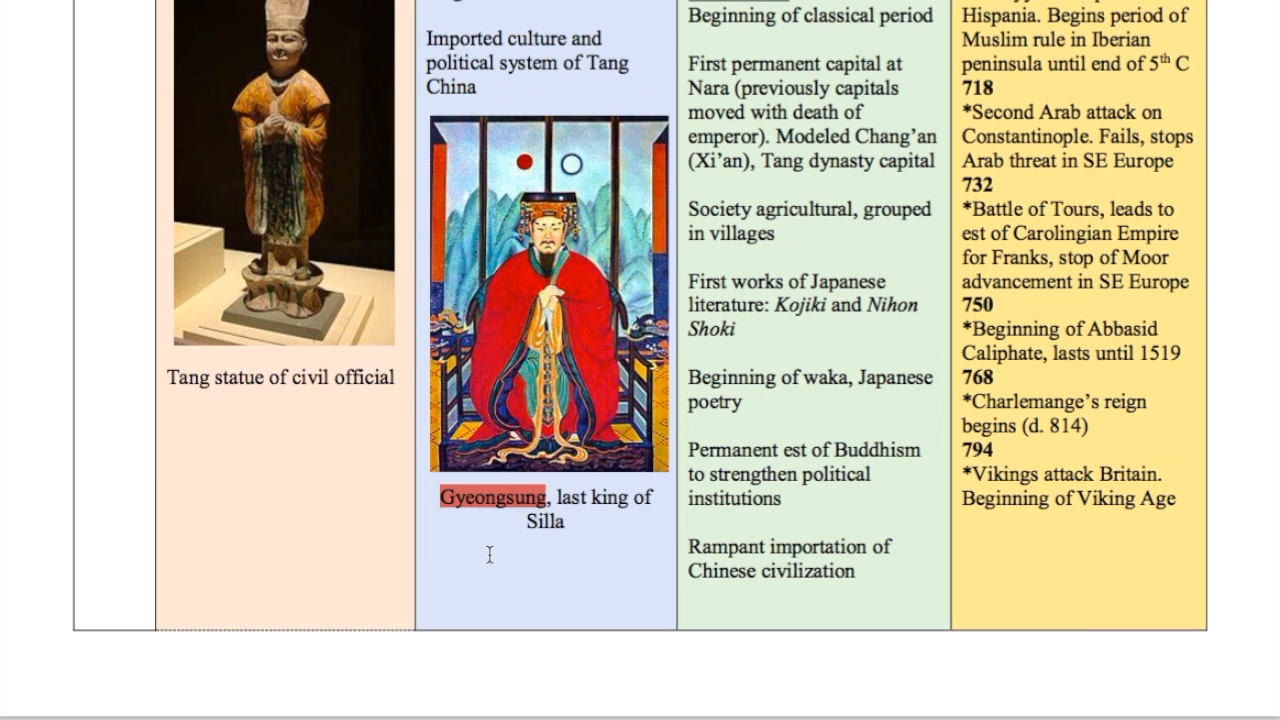 Tang statue of civil official
Imported culture and
political system of Tang
China
Gyeongsung, last king of
Silla
Beginning of classical period
First permanent capital at
Nara (previously capitals
moved with death of
emperor). Modeled Chang’an
(Xi’an), Tang dynasty capital
Society agricultural, grouped
in villages
First works of Japanese
literature: Kojiki and Nihon
Shoki
Beginning of waka, Japanese
poetry
Permanent est of Buddhism
to strengthen political
institutions
Rampant importation of
Chinese civilization
Hispania. Begins period of
Muslim rule in Iberian
peninsula until end of 5th C
718
*Second Arab attack on
Constantinople. Fails, stops
Arab threat in SE Europe
732
*Battle of Tours, leads to
est of Carolingian Empire
for Franks, stop of Moor
advancement in SE Europe
750
*Beginning of Abbasid
Caliphate, lasts until 1519
768
*Charlemange’s reign
begins (d. 814)
794
*Vikings attack Britain.
Beginning of Viking Age